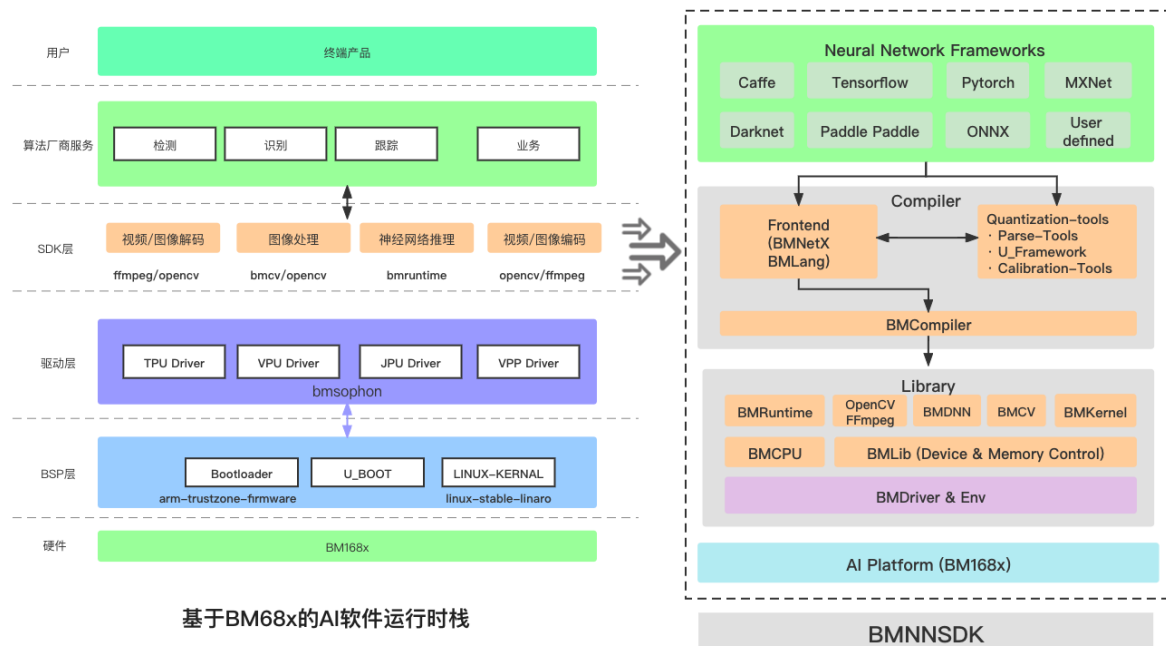 用户
终端产品
算法厂商服务
检测
识别
跟踪
业务
SDK层
视频/图像解码
图像处理
神经网络推理
视频/图像编码
ffmpeg/opencv
bmcv/opencv
bmruntime
opencv/ffmpeg
驱动层
TPU Driver
VPU Driver
JPU Driver
VPP Driver
bmsophon
BSP层
Bootloader
U_BOOT
LINUX-KERNAL
arm-trustzone-firmware
linux-stable-linaro
硬件
BM168x
基于BM68x的AI软件运行时栈
Neural Network Frameworks
Caffe
Tensorflow
Pytorch
MXNet
Darknet
Paddle Paddle
ONNX
User
defined
Compiler
Frontend
(BMNetX
BMLang)
Quantization-tools
· Parse-Tools
· U_Framework
· Calibration-Tools
BMCompiler
Library
BMRuntime
OpenCV
FFmpeg
BMDNN
BMCV
BMKernel
BMCPU
BMLib (Device & Memory Control)
BMDriver & Env
AI Platform (BM168x)
BMNNSDK